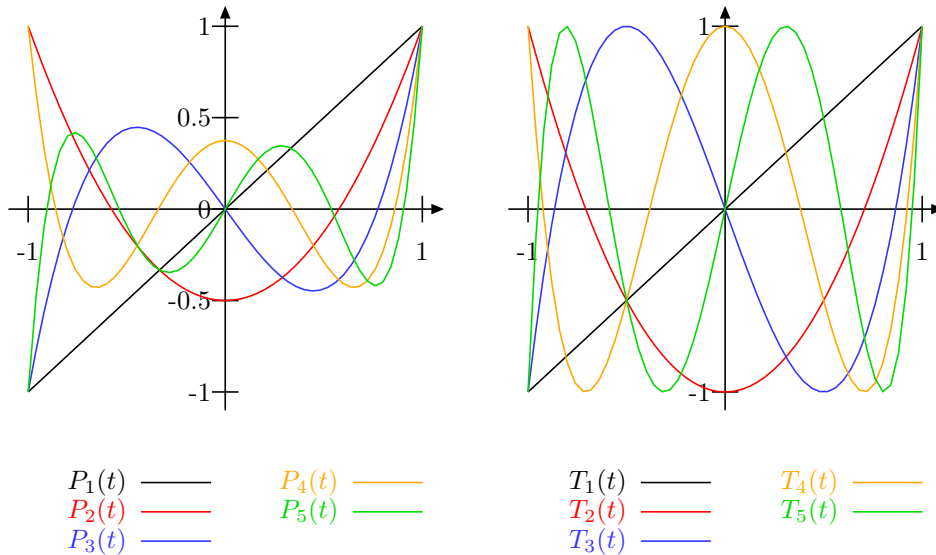 1
0.5
0
-0.5
-1
-1
1
1
-1
-1
1
P₁(t)
P₂(t)
P₃(t)
P₄(t)
P₅(t)
T₁(t)
T₂(t)
T₃(t)
T₄(t)
T₅(t)